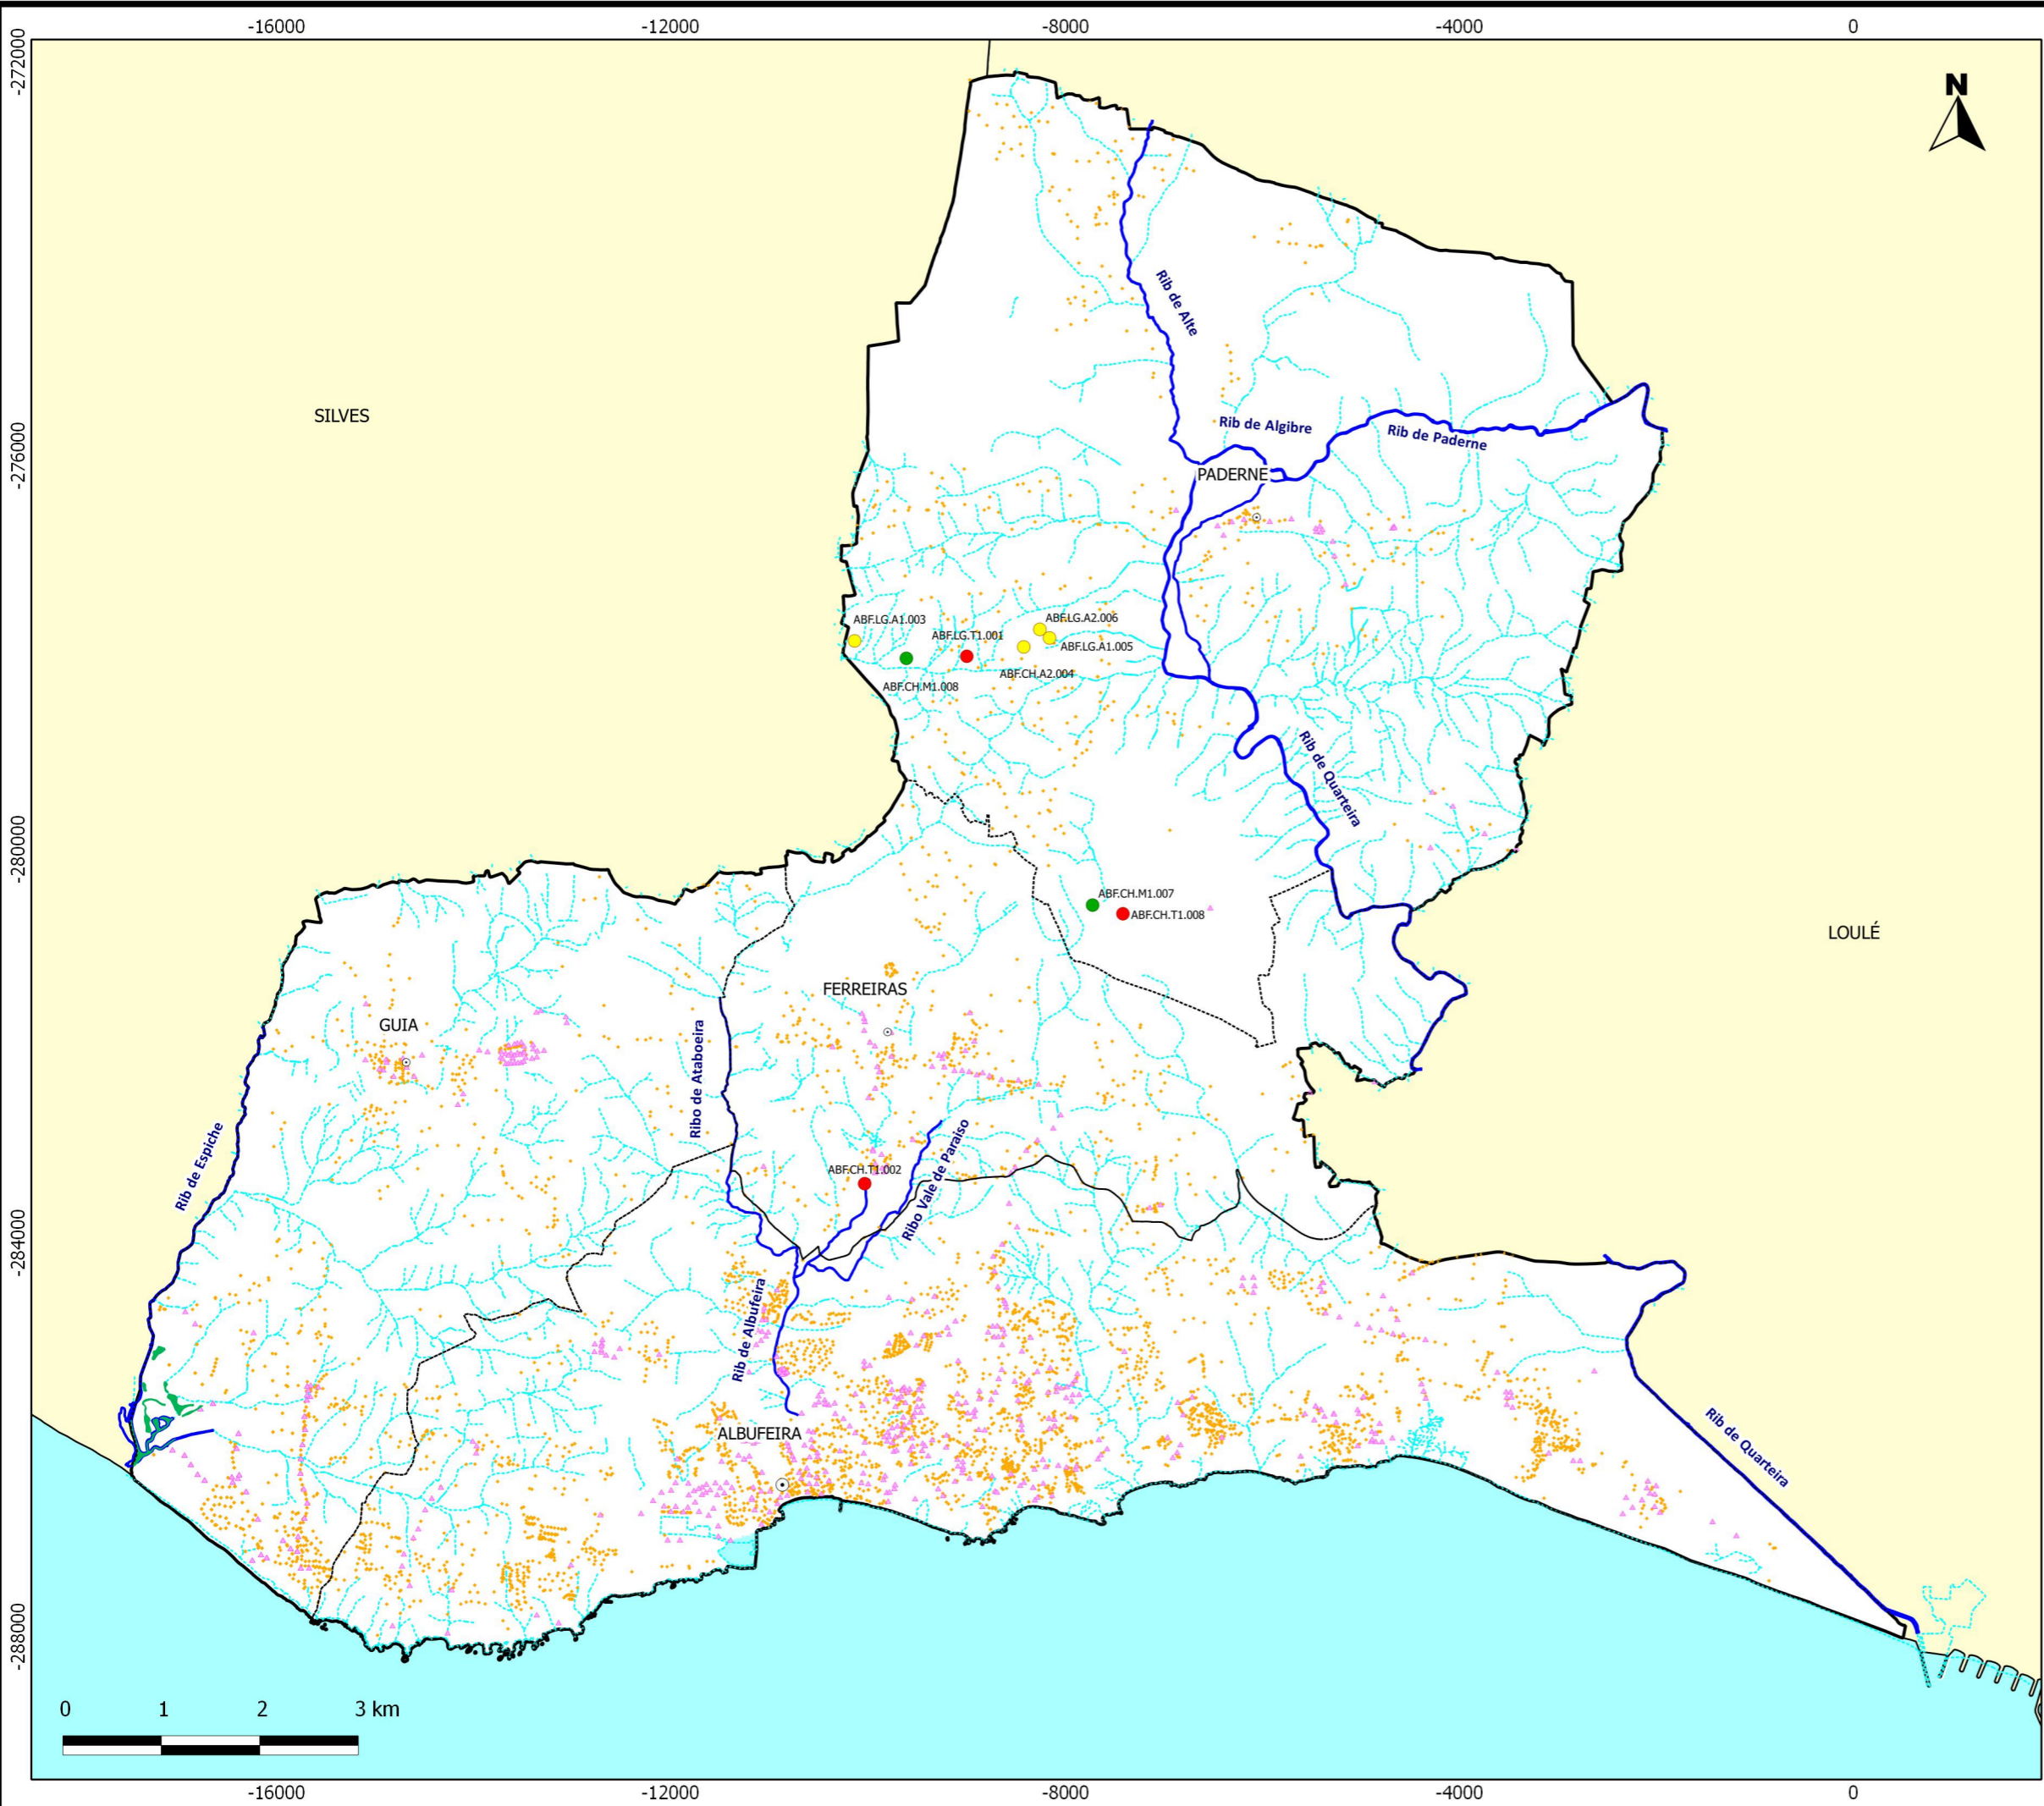 -16000
-12000
-8000
-4000
0
-272000
N
Rib de Alte
SILVES
Rib de Algibre
Rib de Paderne
-276000
PADERNE
ABF.LG.A1.003
ABF.LG.A2.006
ABF.LG.T1.001
ABF.LG.A1.005
ABF.CH.A2.004
ABF.CH.M1.008
Rib de Quarteira
-280000
ABF.CH.M1.007
ABF.CH.T1.008
LOULÉ
FERREIRAS
GUIA
Ribo de Ataboeira
Rib de Espiche
ABF.CH.T1.002
Ribo Vale de Paraiso
-284000
Rib de Albufeira
ALBUFEIRA
Rib de Quarteira
-288000
0 1 2 3 km
-16000
-12000
-8000
-4000
0